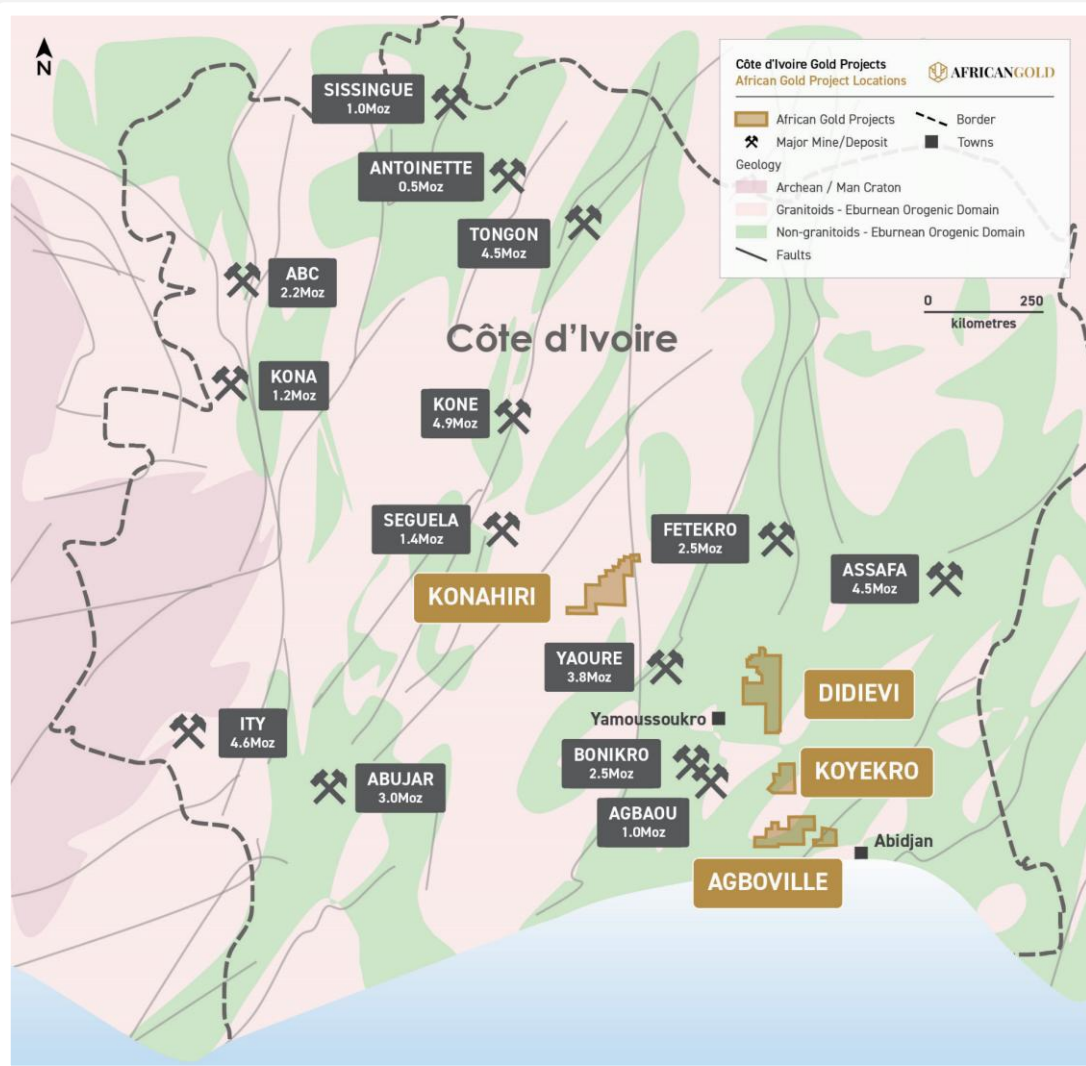 N
Côte d'Ivoire Gold Projects
African Gold Project Locations
AFRICANGOLD
African Gold Projects
Border
Major Mine/Deposit
Towns
Geology
Archean / Man Craton
Granitoids - Eburnean Orogenic Domain
Non-granitoids - Eburnean Orogenic Domain
Faults
0 250
kilometres
SISSINGUE
1.0Moz
ANTOINETTE
0.5Moz
TONGON
4.5Moz
ABC
2.2Moz
Côte d'Ivoire
KONA
1.2Moz
KONE
4.9Moz
SEGUELA
1.4Moz
FETEKRO
2.5Moz
ASSAFA
4.5Moz
KONAHIRI
YAOURE
3.8Moz
DIDIEVI
Yamoussoukro
ITY
4.6Moz
BONIKRO
2.5Moz
KOYEKRO
ABUJAR
3.0Moz
AGBAOU
1.0Moz
Abidjan
AGBOVILLE